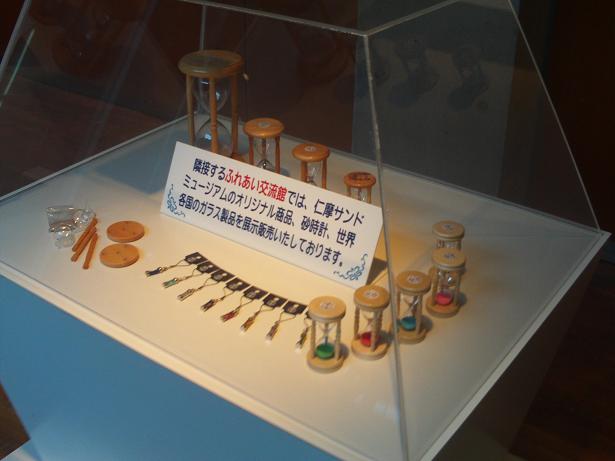 隣接するふれあい交流館では、仁摩サンド
ミュージアムのオリジナル商品、砂時計、世界
各国のガラス製品を展示販売いたしております。